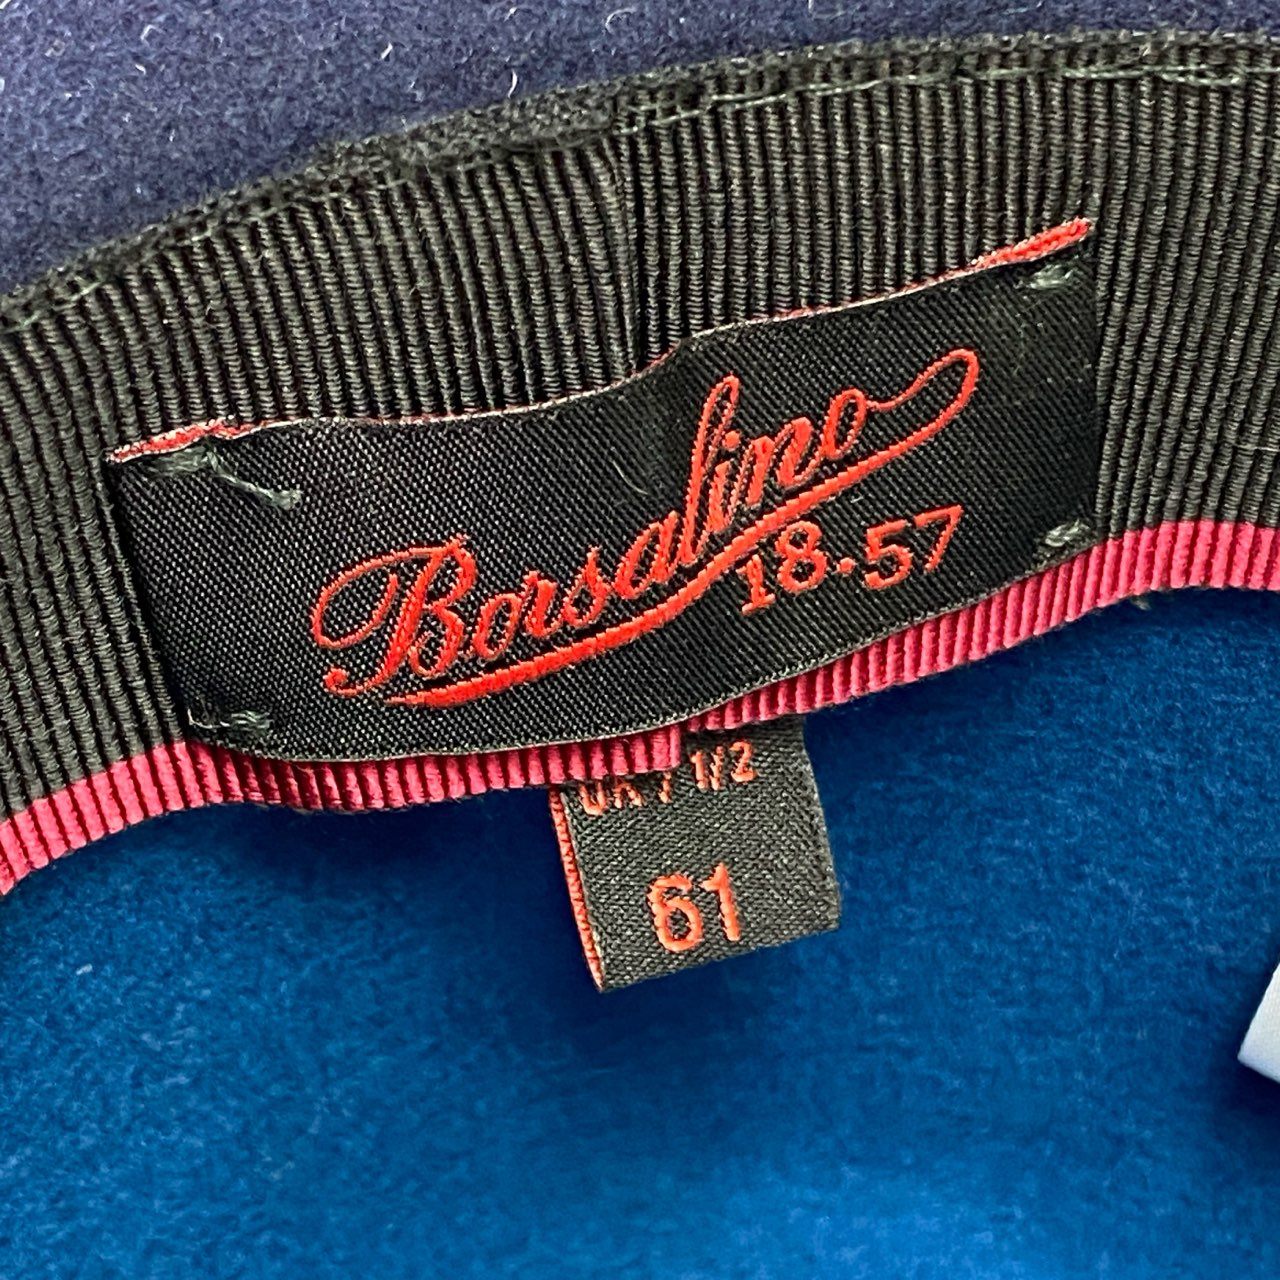 Borsalino
18.57
UK 7 1/2
61